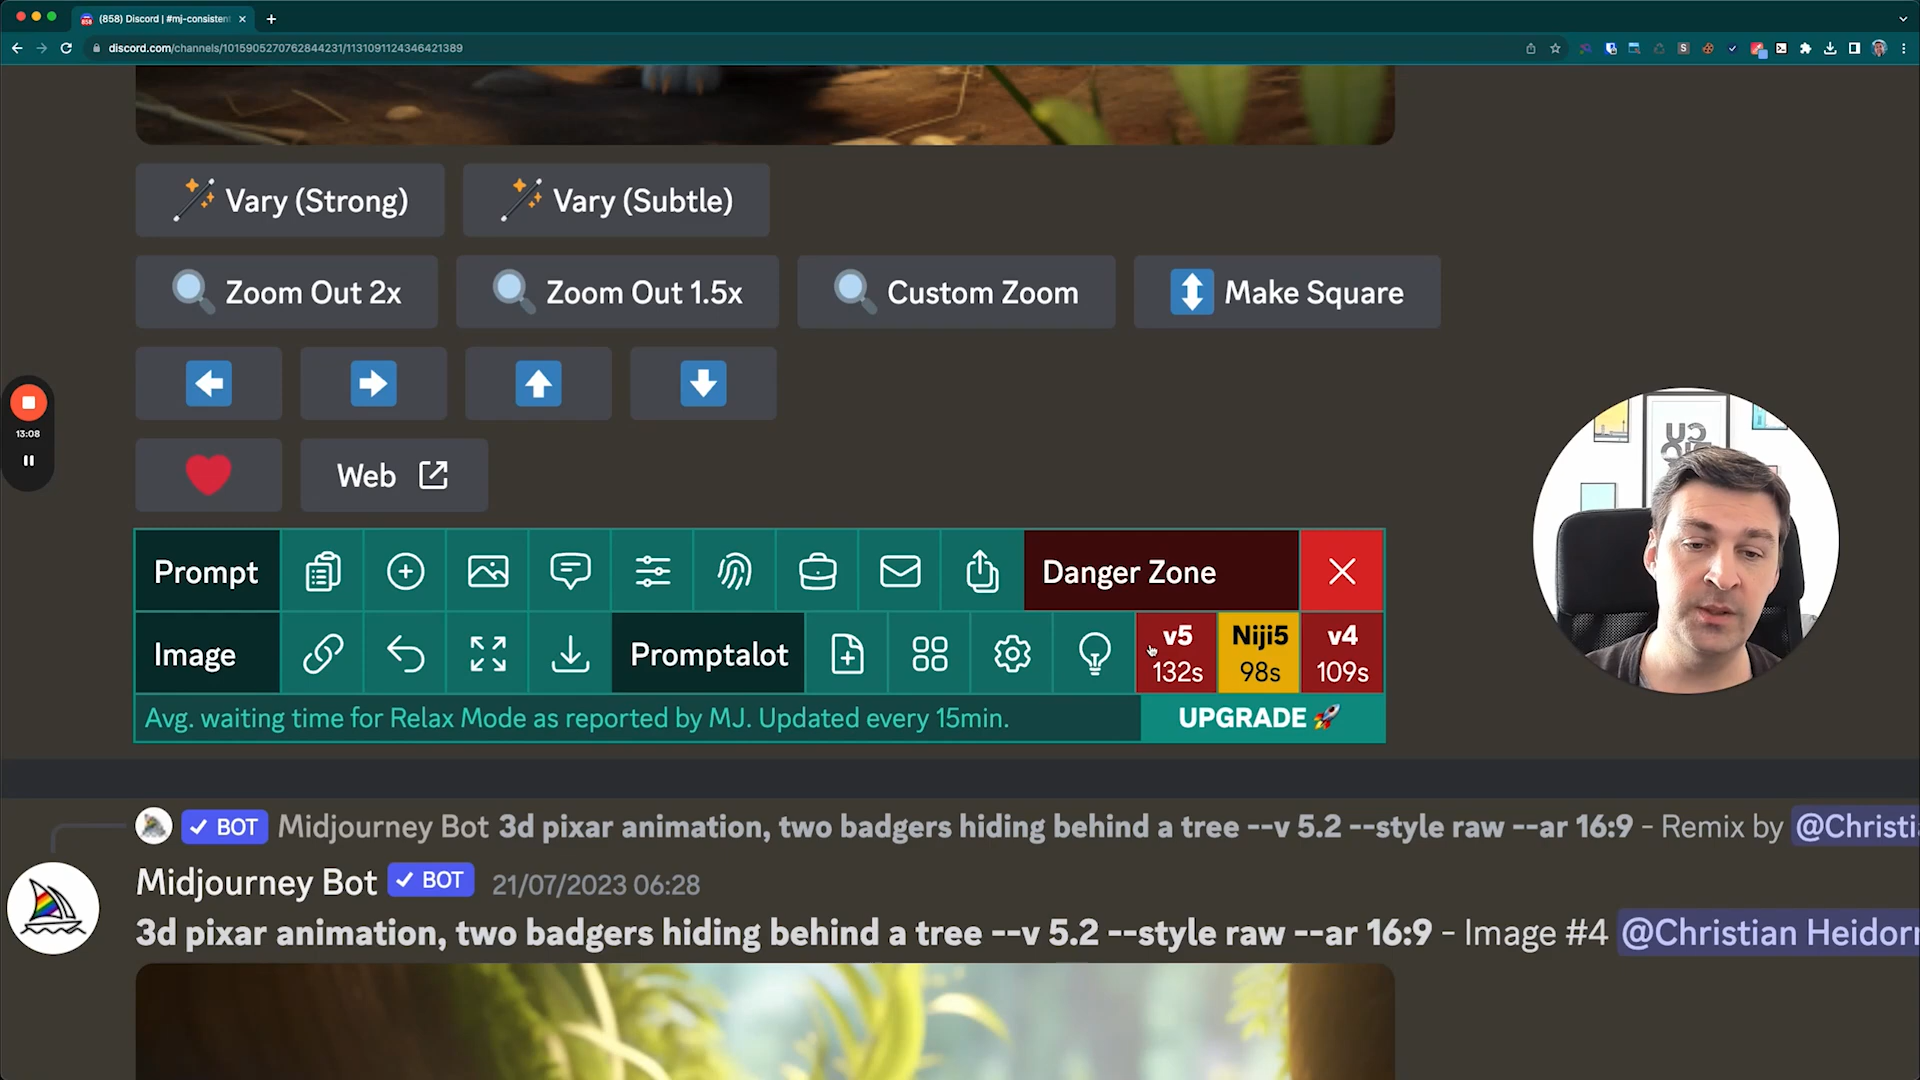 (858) Discord | #mj-consistent
discord.com/channels/1015905270762844231/1131091124346421389
Vary (Strong)
Vary (Subtle)
Zoom Out 2x
Zoom Out 1.5x
Custom Zoom
Make Square
13:08
Web
Prompt
Danger Zone
Image
Promptalot
v5
132s
Niji5
98s
v4
109s
Avg. waiting time for Relax Mode as reported by MJ. Updated every 15min.
UPGRADE 🚀
✓ BOT Midjourney Bot 3d pixar animation, two badgers hiding behind a tree --v 5.2 --style raw --ar 16:9 - Remix by @Christi
Midjourney Bot ✓ BOT 21/07/2023 06:28
3d pixar animation, two badgers hiding behind a tree --v 5.2 --style raw --ar 16:9 - Image #4 @Christian Heidorn